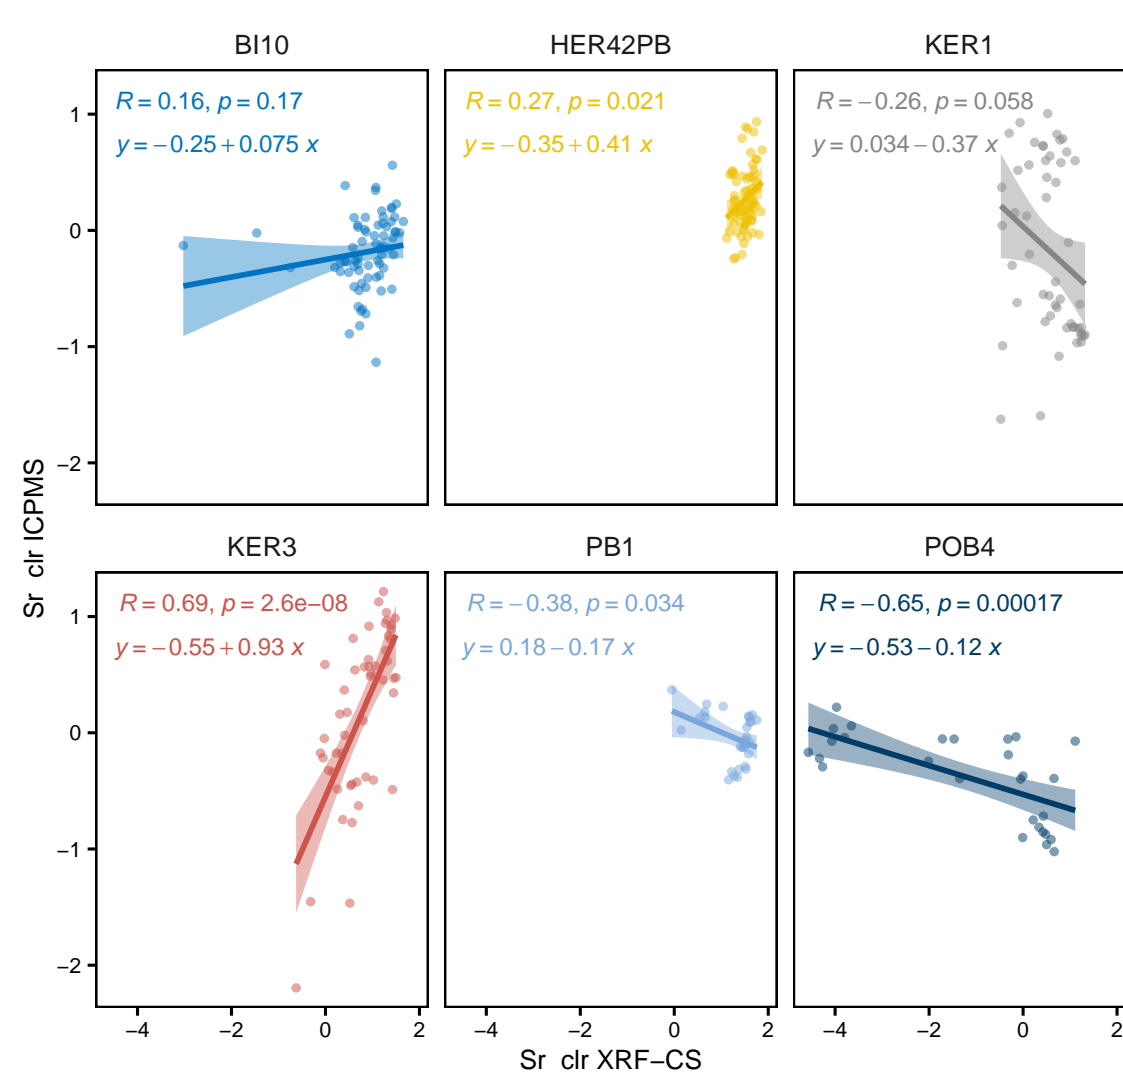 BI10
HER42PB
KER1
R = 0.16, p = 0.17
y = −0.25 + 0.075 x
R = 0.27, p = 0.021
y = −0.35 + 0.41 x
R = −0.26, p = 0.058
y = 0.034 − 0.37 x
1
0
−1
−2
KER3
PB1
POB4
R = 0.69, p = 2.6e−08
y = −0.55 + 0.93 x
R = −0.38, p = 0.034
y = 0.18 − 0.17 x
R = −0.65, p = 0.00017
y = −0.53 − 0.12 x
1
0
−1
−2
−4 −2 0 2
−4 −2 0 2
−4 −2 0 2
Sr clr XRF−CS
Sr clr ICPMS